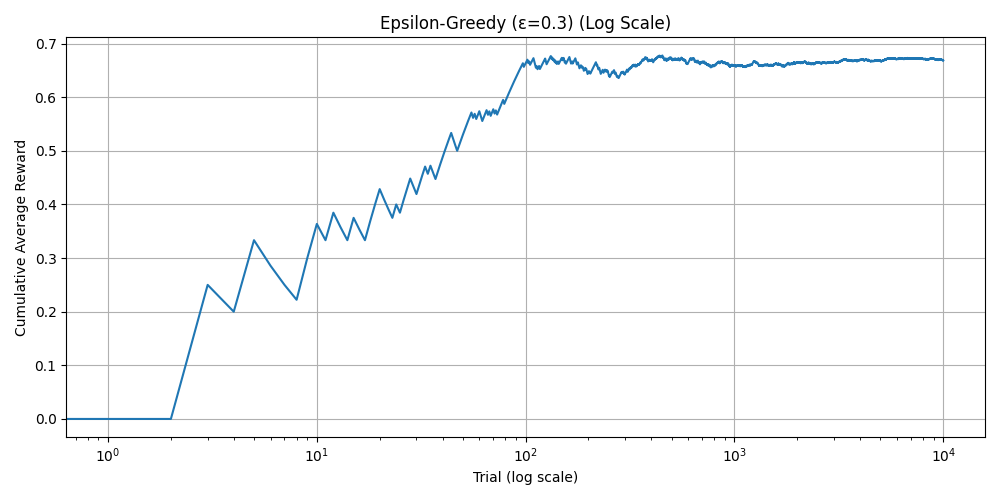 Epsilon-Greedy (ε=0.3) (Log Scale)
Cumulative Average Reward
0.7
0.6
0.5
0.4
0.3
0.2
0.1
0.0
10⁰ 10¹ 10² 10³ 10⁴
Trial (log scale)